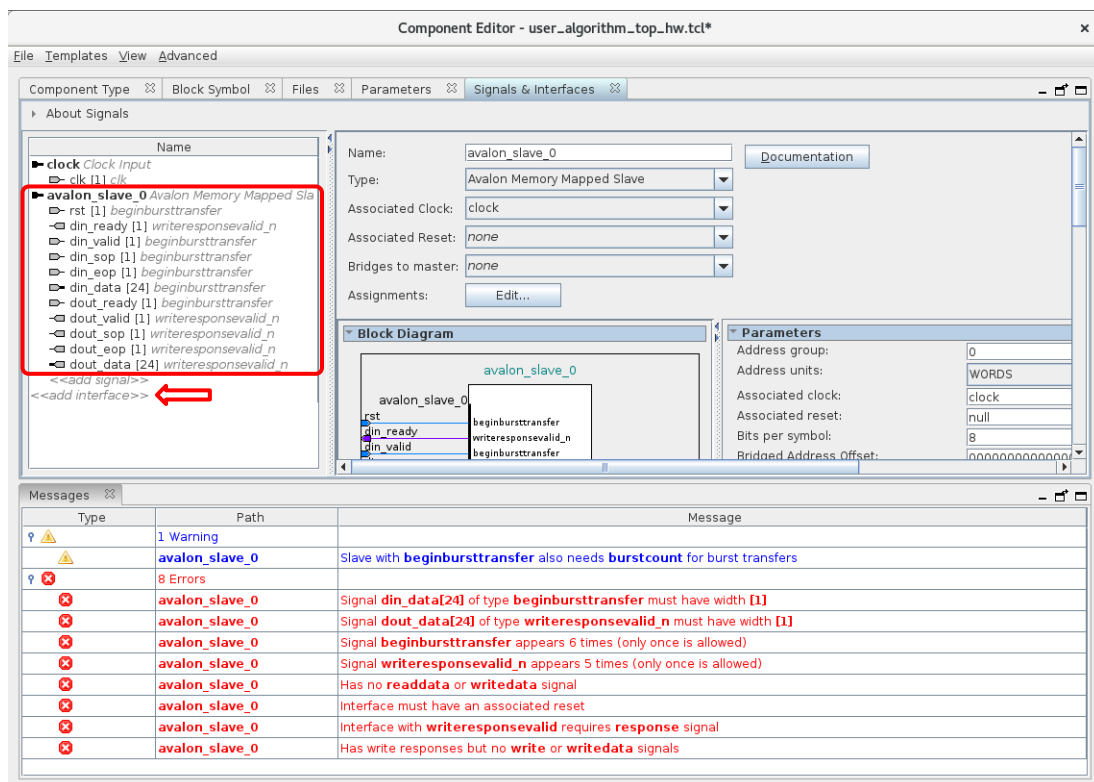 Component Editor - user_algorithm_top_hw.tcl*
File Templates View Advanced
Component Type Block Symbol Files Parameters Signals & Interfaces
About Signals
Name
clock Clock Input
clk [1] clk
avalon_slave_0 Avalon Memory Mapped Sla
rst [1] beginbursttransfer
din_ready [1] writeresponsevalid_n
din_valid [1] beginbursttransfer
din_sop [1] beginbursttransfer
din_eop [1] beginbursttransfer
din_data [24] beginbursttransfer
dout_ready [1] beginbursttransfer
dout_valid [1] writeresponsevalid_n
dout_sop [1] writeresponsevalid_n
dout_eop [1] writeresponsevalid_n
dout_data [24] writeresponsevalid_n
<<add signal>>
<<add interface>>
Name: avalon_slave_0
Documentation
Type: Avalon Memory Mapped Slave
Associated Clock: clock
Associated Reset: none
Bridges to master: none
Assignments: Edit...
Block Diagram
avalon_slave_0
avalon_slave_0
rst beginbursttransfer
din_ready writeresponsevalid_n
din_valid beginbursttransfer
Parameters
Address group: 0
Address units: WORDS
Associated clock: clock
Associated reset: null
Bits per symbol: 8
Bridged Address Offset:
Messages
Type Path Message
1 Warning
avalon_slave_0 Slave with beginbursttransfer also needs burstcount for burst transfers
8 Errors
avalon_slave_0 Signal din_data[24] of type beginbursttransfer must have width [1]
avalon_slave_0 Signal dout_data[24] of type writeresponsevalid_n must have width [1]
avalon_slave_0 Signal beginbursttransfer appears 6 times (only once is allowed)
avalon_slave_0 Signal writeresponsevalid_n appears 5 times (only once is allowed)
avalon_slave_0 Has no readdata or writedata signal
avalon_slave_0 Interface must have an associated reset
avalon_slave_0 Interface with writeresponsevalid requires response signal
avalon_slave_0 Has write responses but no write or writedata signals